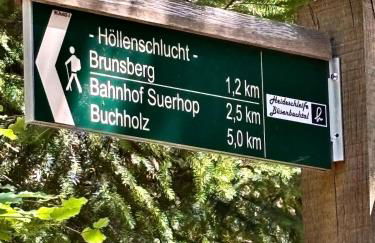 - Höllenschlucht -
Brunsberg 1,2 km
Bahnhof Suerhop 2,5 km
Buchholz 5,0 km
Heideschleife
Büsenbachtal